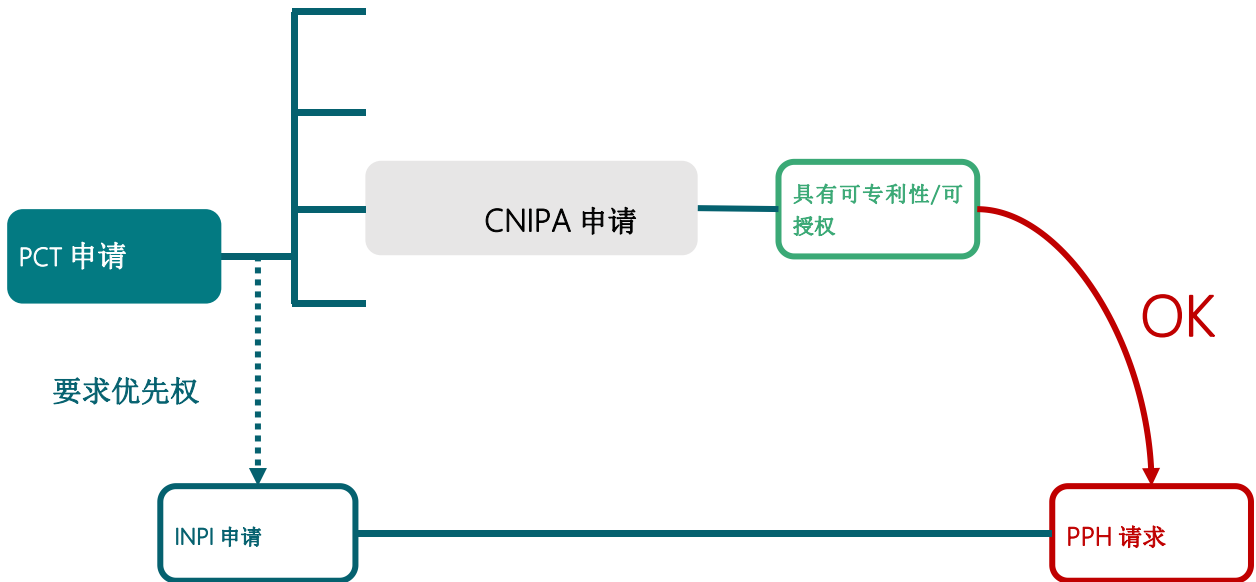 具有可专利性/可
授权
CNIPA 申请
PCT 申请
OK
要求优先权
INPI 申请
PPH 请求